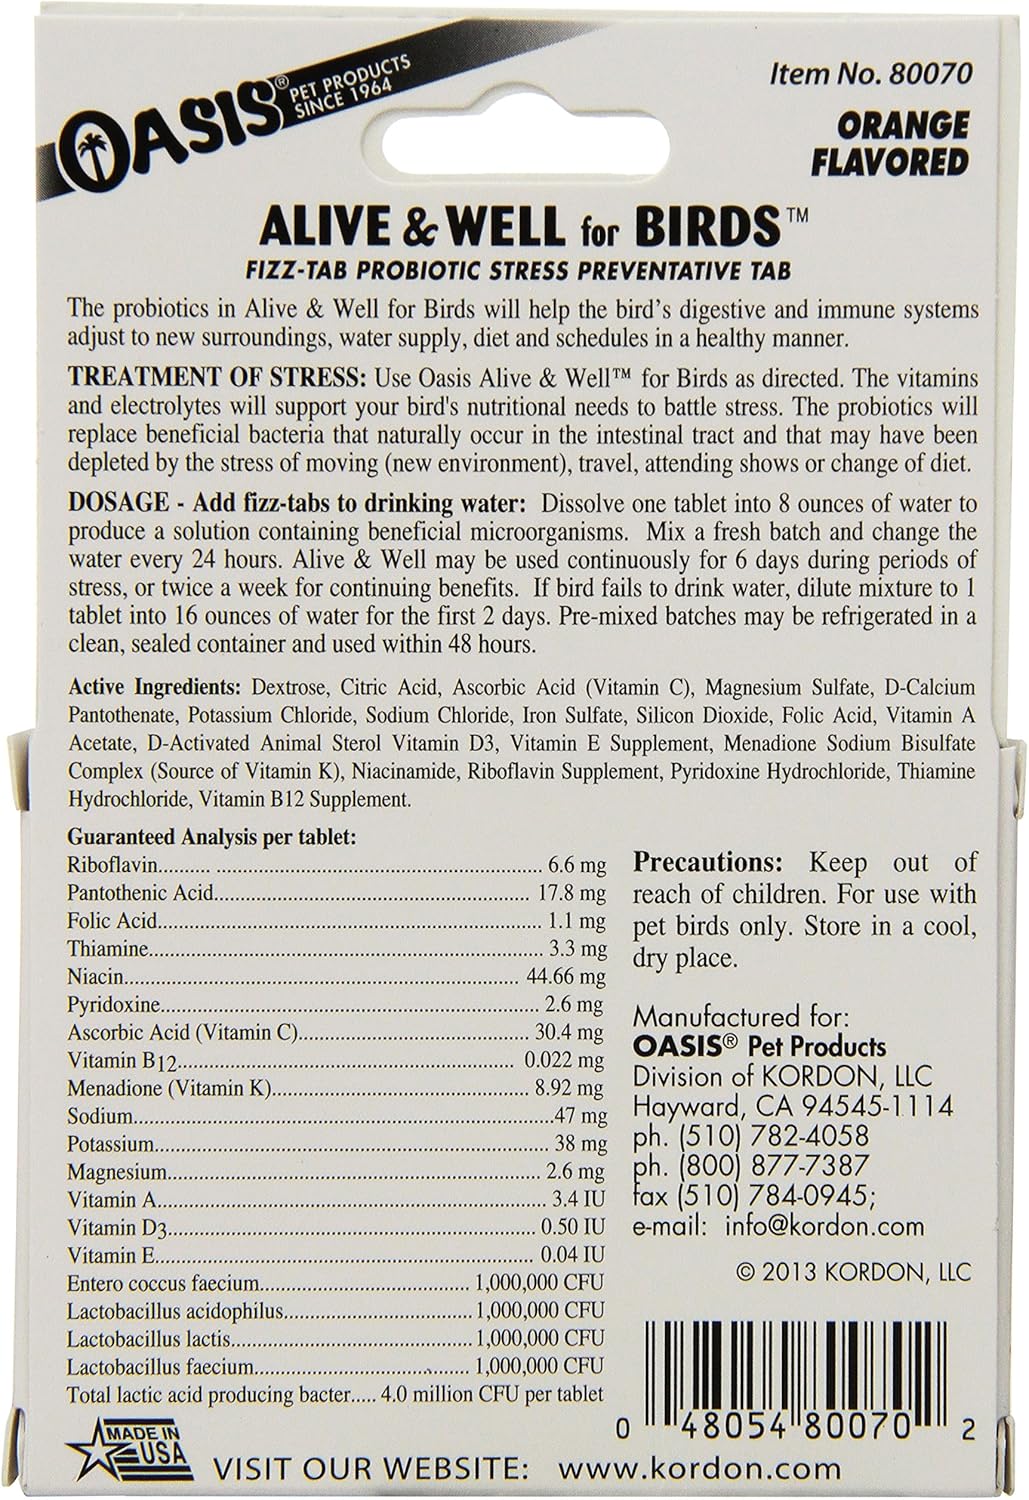 OASIS® PET PRODUCTS
SINCE 1964
Item No. 80070
ORANGE
FLAVORED
ALIVE & WELL for BIRDS™
FIZZ-TAB PROBIOTIC STRESS PREVENTATIVE TAB
The probiotics in Alive & Well for Birds will help the bird's digestive and immune systems
adjust to new surroundings, water supply, diet and schedules in a healthy manner.
TREATMENT OF STRESS: Use Oasis Alive & Well™ for Birds as directed. The vitamins
and electrolytes will support your bird's nutritional needs to battle stress. The probiotics will
replace beneficial bacteria that naturally occur in the intestinal tract and that may have been
depleted by the stress of moving (new environment), travel, attending shows or change of diet.
DOSAGE - Add fizz-tabs to drinking water: Dissolve one tablet into 8 ounces of water to
produce a solution containing beneficial microorganisms. Mix a fresh batch and change the
water every 24 hours. Alive & Well may be used continuously for 6 days during periods of
stress, or twice a week for continuing benefits. If bird fails to drink water, dilute mixture to 1
tablet into 16 ounces of water for the first 2 days. Pre-mixed batches may be refrigerated in a
clean, sealed container and used within 48 hours.
Active Ingredients: Dextrose, Citric Acid, Ascorbic Acid (Vitamin C), Magnesium Sulfate, D-Calcium
Pantothenate, Potassium Chloride, Sodium Chloride, Iron Sulfate, Silicon Dioxide, Folic Acid, Vitamin A
Acetate, D-Activated Animal Sterol Vitamin D3, Vitamin E Supplement, Menadione Sodium Bisulfate
Complex (Source of Vitamin K), Niacinamide, Riboflavin Supplement, Pyridoxine Hydrochloride, Thiamine
Hydrochloride, Vitamin B12 Supplement.
Guaranteed Analysis per tablet:
Riboflavin.......... 6.6 mg
Pantothenic Acid.......... 17.8 mg
Folic Acid.......... 1.1 mg
Thiamine.......... 3.3 mg
Niacin.......... 44.66 mg
Pyridoxine.......... 2.6 mg
Ascorbic Acid (Vitamin C).......... 30.4 mg
Vitamin B12.......... 0.022 mg
Menadione (Vitamin K).......... 8.92 mg
Sodium.......... 47 mg
Potassium.......... 38 mg
Magnesium.......... 2.6 mg
Vitamin A.......... 3.4 IU
Vitamin D3.......... 0.50 IU
Vitamin E.......... 0.04 IU
Entero coccus faecium.......... 1,000,000 CFU
Lactobacillus acidophilus.......... 1,000,000 CFU
Lactobacillus lactis.......... 1,000,000 CFU
Lactobacillus faecium.......... 1,000,000 CFU
Total lactic acid producing bacter..... 4.0 million CFU per tablet
Precautions: Keep out of
reach of children. For use with
pet birds only. Store in a cool,
dry place.
Manufactured for:
OASIS® Pet Products
Division of KORDON, LLC
Hayward, CA 94545-1114
ph. (510) 782-4058
ph. (800) 877-7387
fax (510) 784-0945;
e-mail: info@kordon.com
© 2013 KORDON, LLC
0 48054 80070 2
MADE IN
USA
VISIT OUR WEBSITE: www.kordon.com